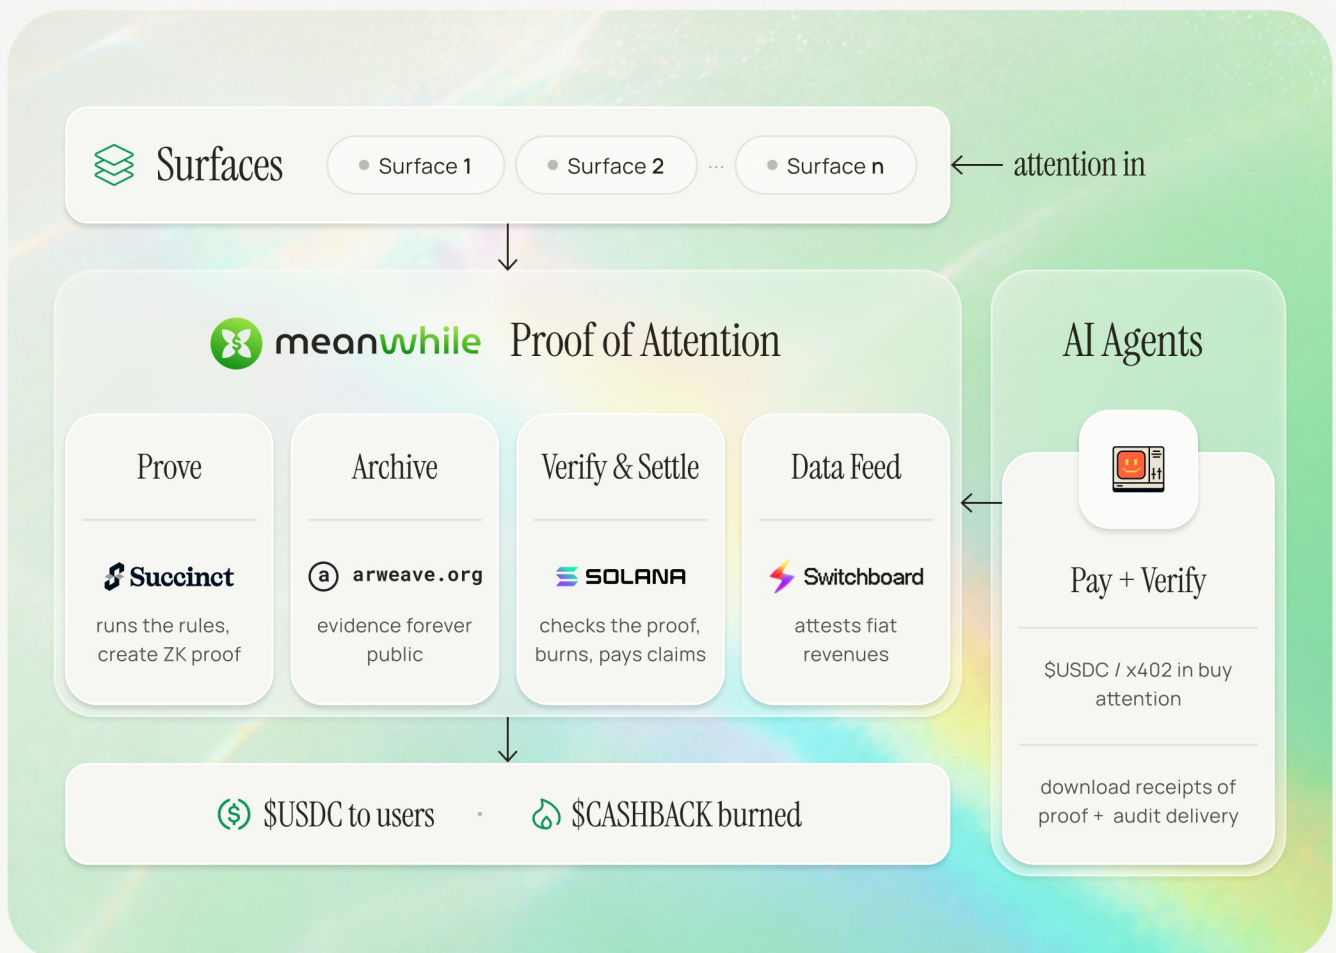 Surfaces
Surface 1
Surface 2
...
Surface n
attention in
meanwhile
Proof of Attention
AI Agents
Prove
Succinct
runs the rules,
create ZK proof
Archive
a arweave.org
evidence forever
public
Verify & Settle
SOLANA
checks the proof,
burns, pays claims
Data Feed
Switchboard
attests fiat
revenues
Pay + Verify
$USDC / x402 in buy
attention
download receipts of
proof + audit delivery
$USDC to users · $CASHBACK burned